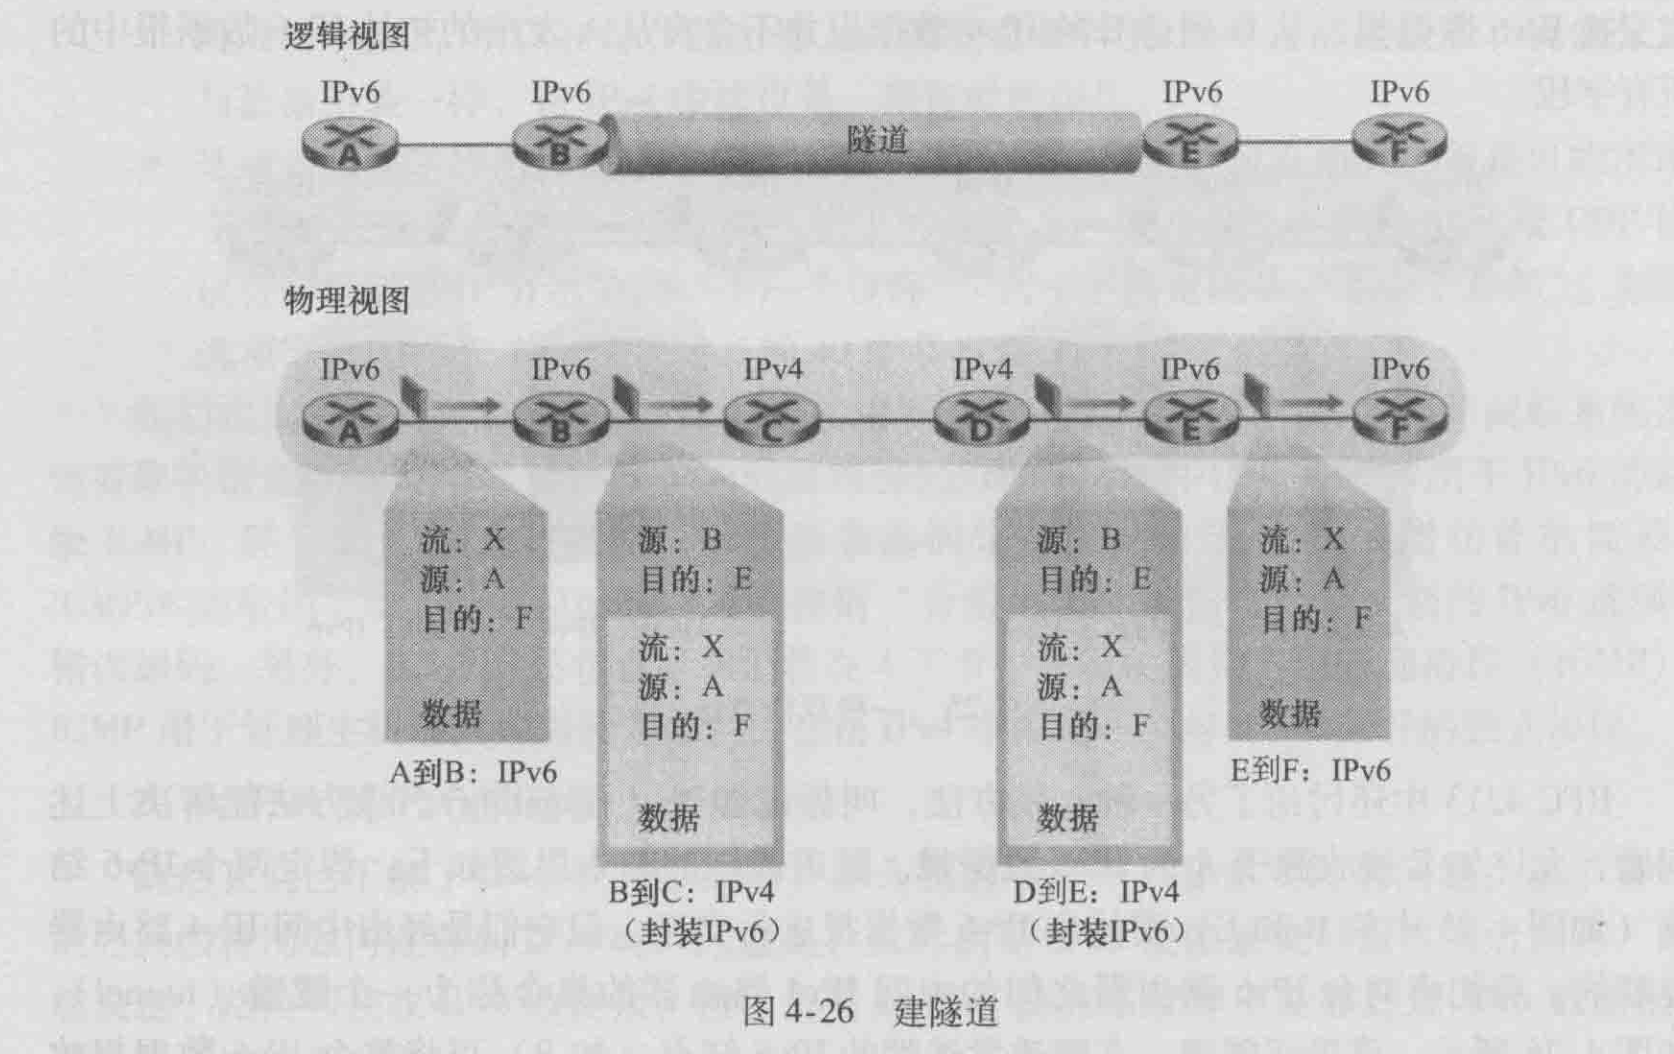 逻辑视图
IPv6 IPv6 IPv6 IPv6
A B 隧道 E F
物理视图
IPv6 IPv6 IPv4 IPv4 IPv6 IPv6
A B C D E F
流：X
源：A
目的：F
数据
A到B：IPv6
源：B
目的：E
流：X
源：A
目的：F
数据
B到C：IPv4
（封装IPv6）
源：B
目的：E
流：X
源：A
目的：F
数据
D到E：IPv4
（封装IPv6）
流：X
源：A
目的：F
数据
E到F：IPv6
图 4-26 建隧道